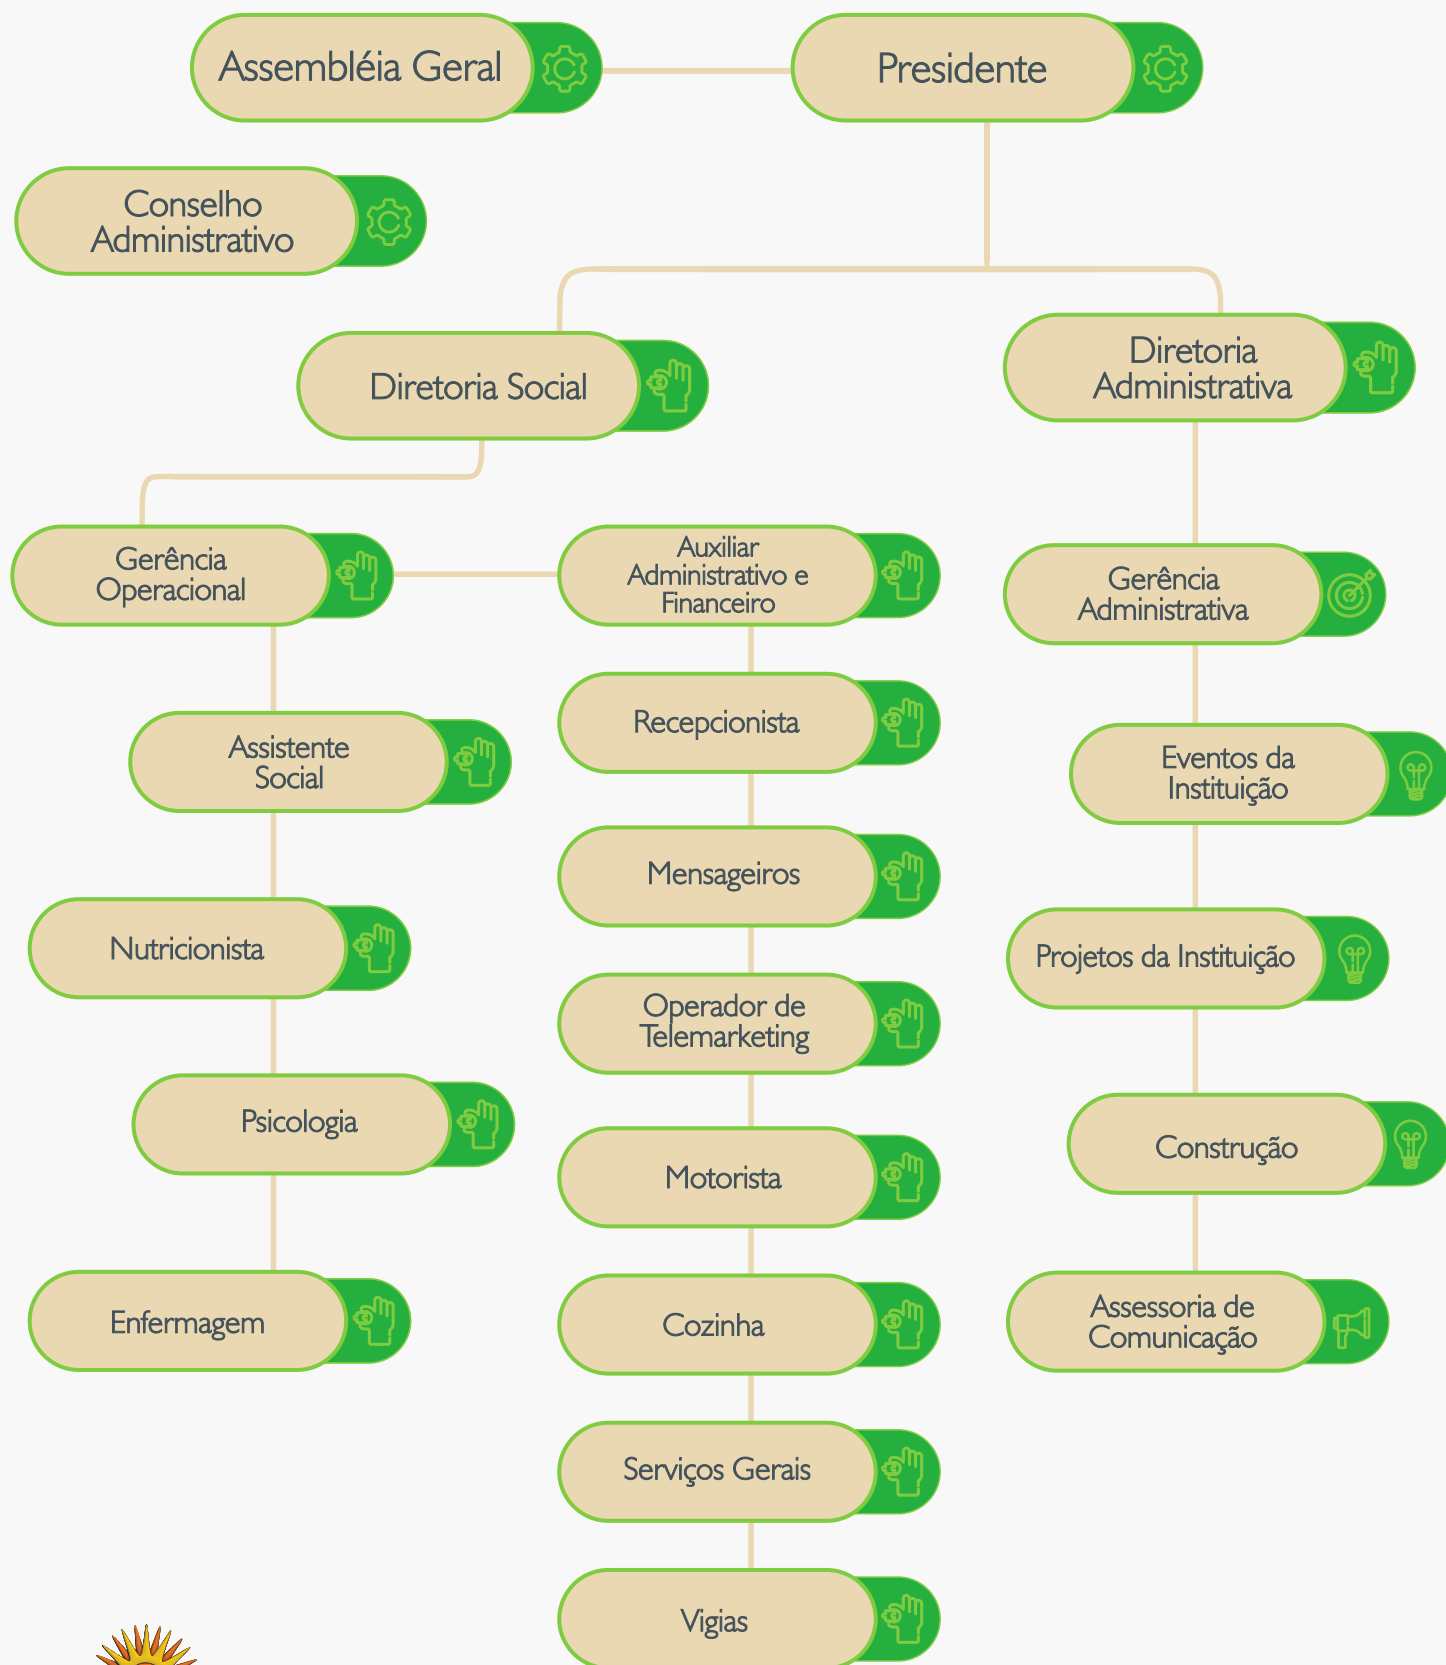 Assembléia Geral
Presidente
Conselho
Administrativo
Diretoria Social
Diretoria
Administrativa
Gerência
Operacional
Auxiliar
Administrativo e
Financeiro
Gerência
Administrativa
Recepcionista
Assistente
Social
Eventos da
Instituição
Mensageiros
Nutricionista
Projetos da Instituição
Operador de
Telemarketing
Psicologia
Construção
Motorista
Enfermagem
Cozinha
Assessoria de
Comunicação
Serviços Gerais
Vigias